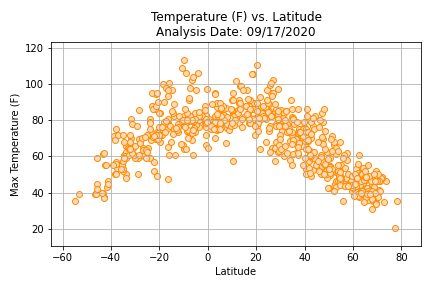 Temperature (F) vs. Latitude
Analysis Date: 09/17/2020
120
100
80
60
40
20
Max Temperature (F)
−60 −40 −20 0 20 40 60 80
Latitude